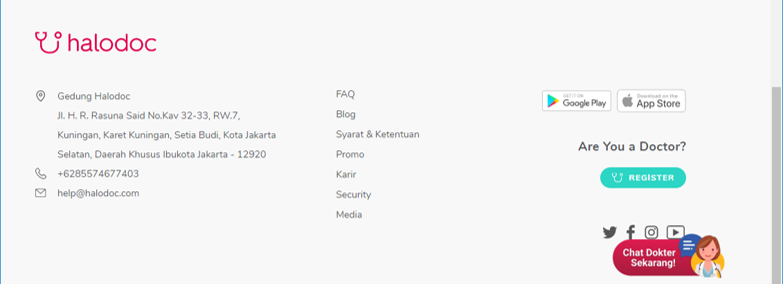 halodoc
Gedung Halodoc
Jl. H. R. Rasuna Said No.Kav 32-33, RW.7,
Kuningan, Karet Kuningan, Setia Budi, Kota Jakarta
Selatan, Daerah Khusus Ibukota Jakarta - 12920
+6285574677403
help@halodoc.com
FAQ
Blog
Syarat & Ketentuan
Promo
Karir
Security
Media
GET IT ON
Google Play
Download on the
App Store
Are You a Doctor?
REGISTER
Chat Dokter
Sekarang!